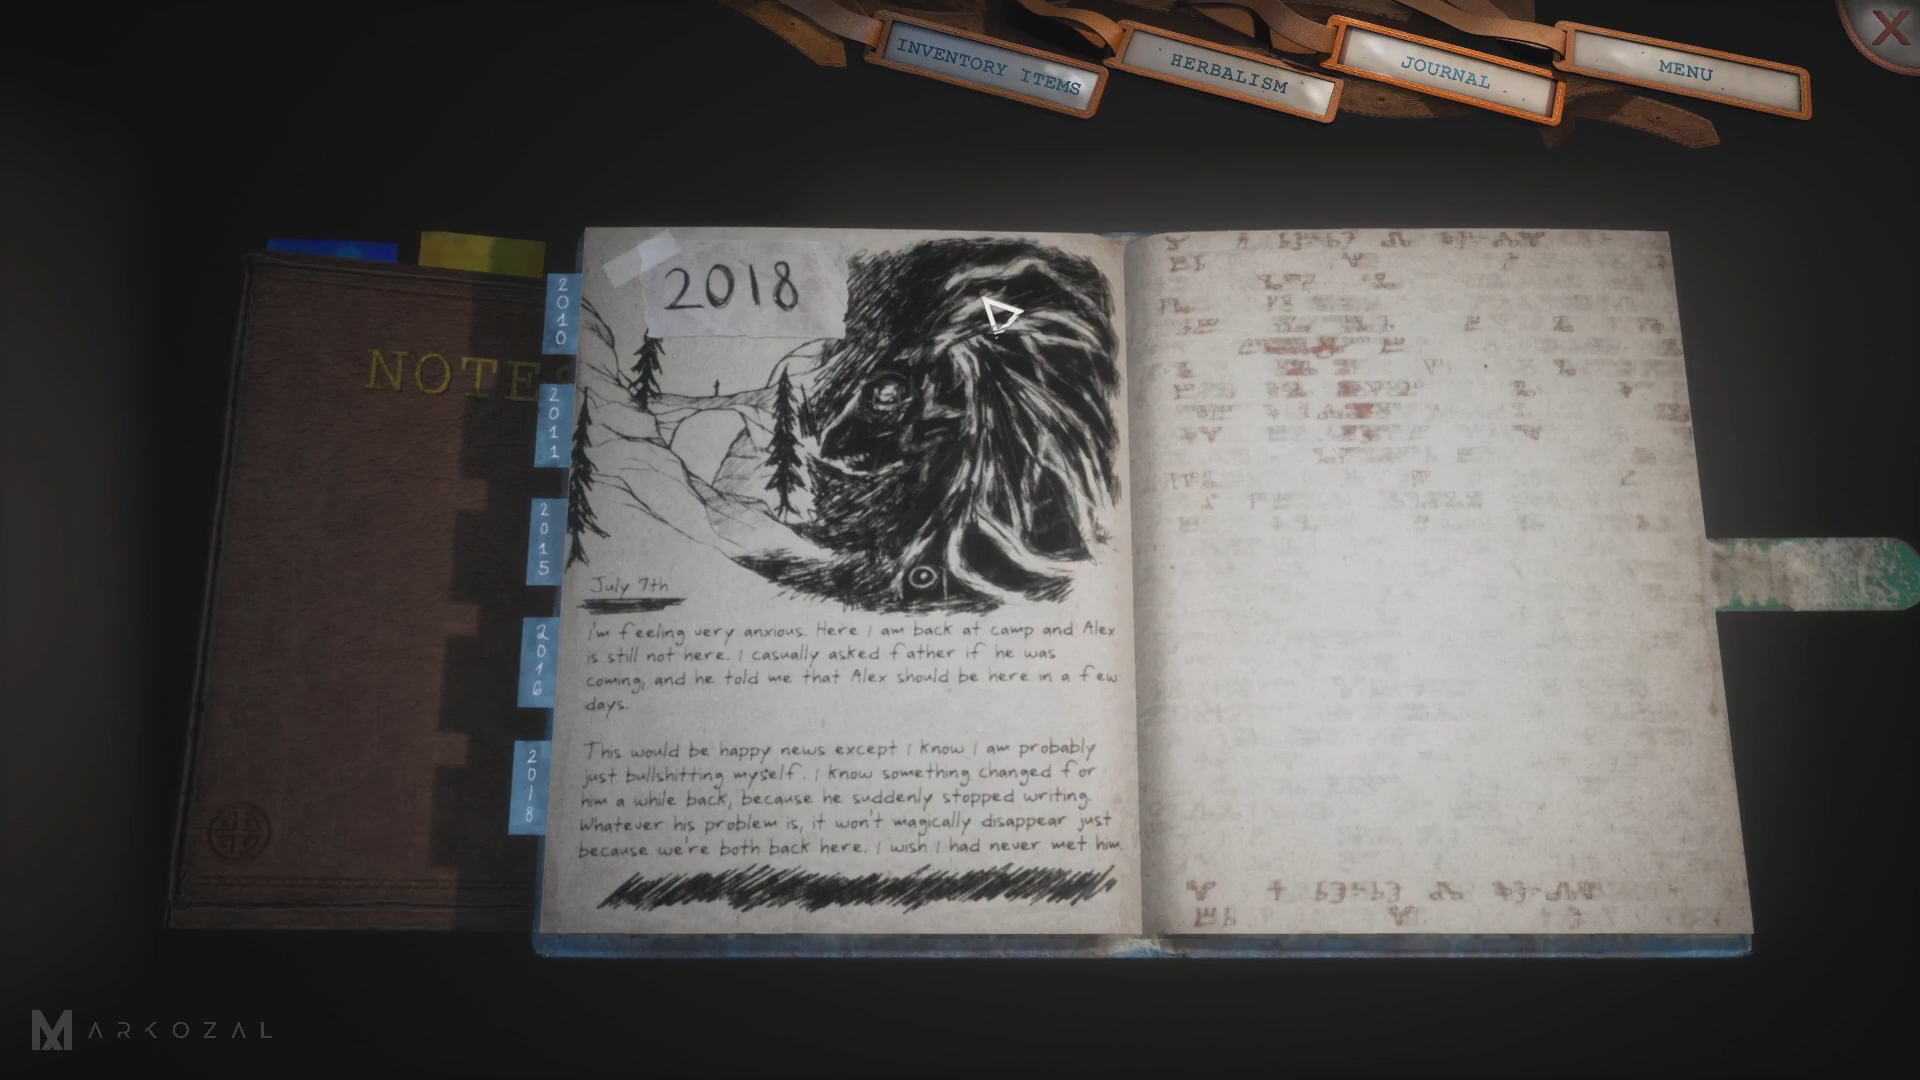 INVENTORY ITEMS
HERBALISM
JOURNAL
MENU
X
NOTES
2010
2011
2015
2016
2018
2018
July 7th
i'm feeling very anxious. Here I am back at camp and Alex
is still not here. I casually asked father if he was
coming, and he told me that Alex should be here in a few
days.
This would be happy news except I know I am probably
just bullshitting myself. I know something changed for
him a while back, because he suddenly stopped writing.
Whatever his problem is, it won't magically disappear just
because we're both back here. I wish I had never met him.
MARKOZAL